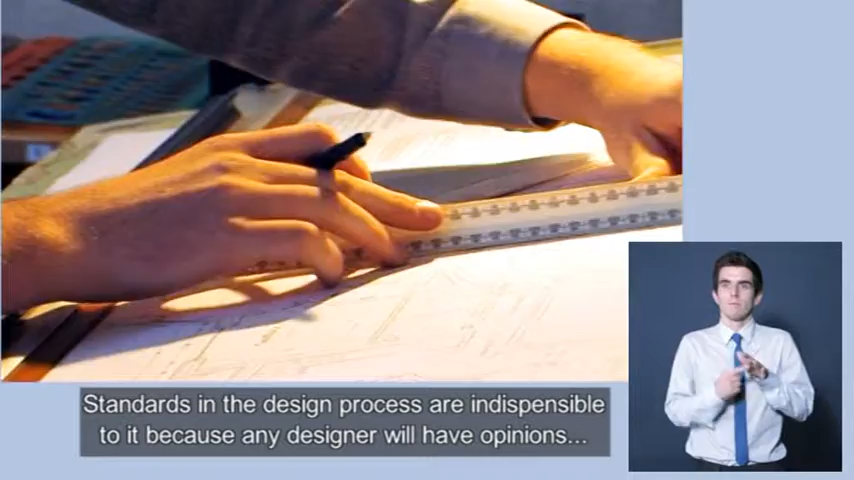 Standards in the design process are indispensible
to it because any designer will have opinions...